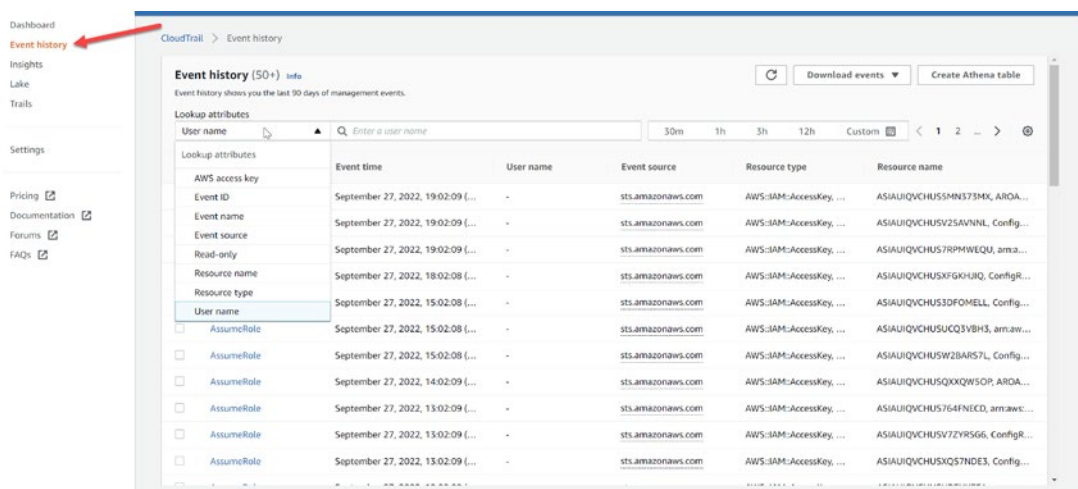 Dashboard
Event history
Insights
Lake
Trails
Settings
Pricing
Documentation
Forums
FAQs
CloudTrail > Event history
Event history (50+) Info
Event history shows you the last 90 days of management events.
Download events ▼
Create Athena table
Lookup attributes
User name ▲ Enter a user name 30m 1h 3h 12h Custom < 1 2 ... >
Lookup attributes
AWS access key
Event ID
Event name
Event source
Read-only
Resource name
Resource type
User name
Event time User name Event source Resource type Resource name
September 27, 2022, 19:02:09 (... - sts.amazonaws.com AWS::IAM::AccessKey, ... ASIAUIQVCHUS5MN373MX, AROA...
September 27, 2022, 19:02:09 (... - sts.amazonaws.com AWS::IAM::AccessKey, ... ASIAUIQVCHUSV2SAVNNL, Config...
September 27, 2022, 19:02:09 (... - sts.amazonaws.com AWS::IAM::AccessKey, ... ASIAUIQVCHUS7RPMWEQU, arn:a...
September 27, 2022, 18:02:08 (... - sts.amazonaws.com AWS::IAM::AccessKey, ... ASIAUIQVCHUSXFGKHJIQ, ConfigR...
September 27, 2022, 15:02:08 (... - sts.amazonaws.com AWS::IAM::AccessKey, ... ASIAUIQVCHUS3DFOMELL, Config...
AssumeRole September 27, 2022, 15:02:08 (... - sts.amazonaws.com AWS::IAM::AccessKey, ... ASIAUIQVCHUSUCQ3VBH3, arn:aw...
AssumeRole September 27, 2022, 15:02:08 (... - sts.amazonaws.com AWS::IAM::AccessKey, ... ASIAUIQVCHUSW2BARS7L, Config...
AssumeRole September 27, 2022, 14:02:09 (... - sts.amazonaws.com AWS::IAM::AccessKey, ... ASIAUIQVCHUSQXXQW5OP, AROA...
AssumeRole September 27, 2022, 13:02:09 (... - sts.amazonaws.com AWS::IAM::AccessKey, ... ASIAUIQVCHUS764FNECD, arn:aws:...
AssumeRole September 27, 2022, 13:02:09 (... - sts.amazonaws.com AWS::IAM::AccessKey, ... ASIAUIQVCHUSV7ZYRSG6, ConfigR...
AssumeRole September 27, 2022, 13:02:09 (... - sts.amazonaws.com AWS::IAM::AccessKey, ... ASIAUIQVCHUSXQS7NDE3, Config...